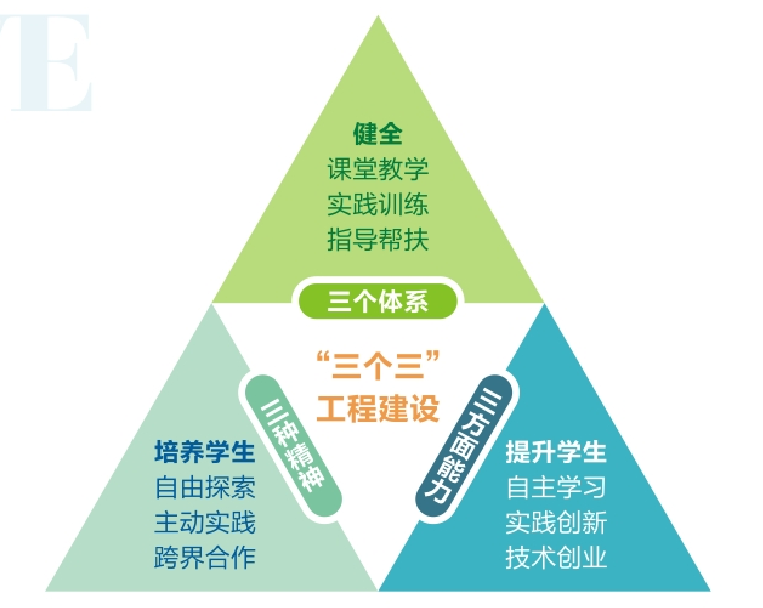 TE
健全
课堂教学
实践训练
指导帮扶
三个体系
“三个三”
工程建设
三种精神
三方面能力
培养学生
自由探索
主动实践
跨界合作
提升学生
自主学习
实践创新
技术创业